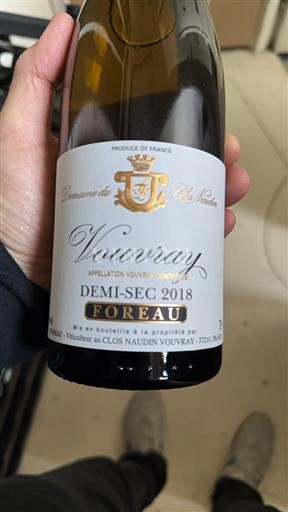 PRODUCE OF FRANCE
Domaine du Clos Naudin
Vouvray
APPELLATION VOUVRAY CONTRÔLÉE
DEMI-SEC 2018
FOREAU
Mis en bouteille à la propriété par
FOREAU - Viticulteur au CLOS NAUDIN VOUVRAY - 37210, FRANCE